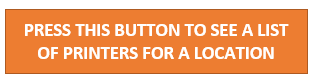 PRESS THIS BUTTON TO SEE A LIST
OF PRINTERS FOR A LOCATION